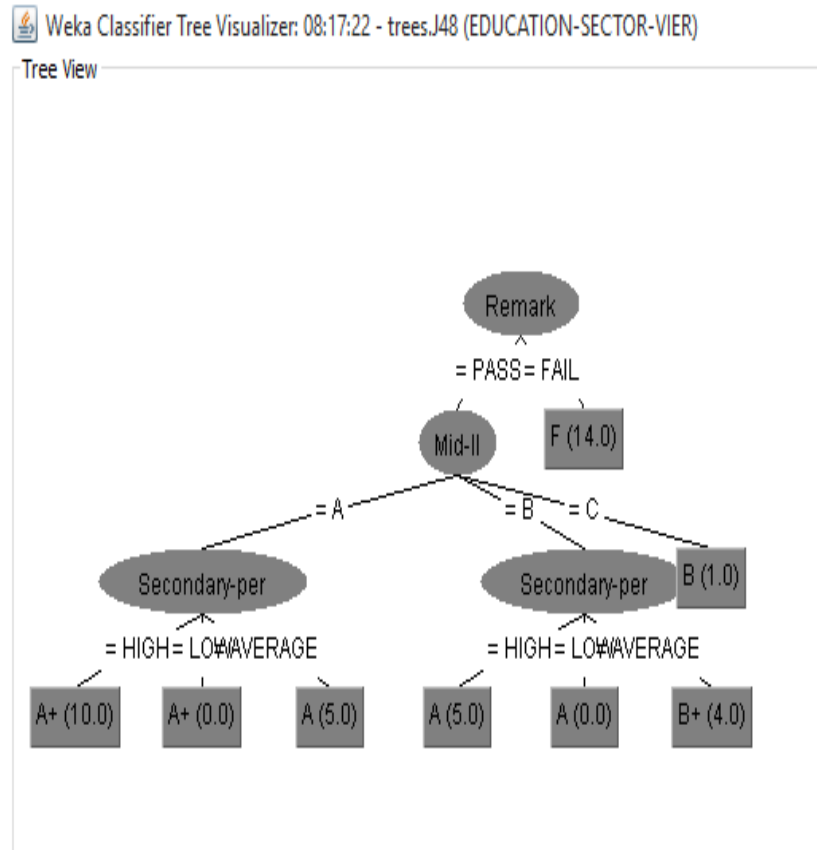 Weka Classifier Tree Visualizer: 08:17:22 - trees.J48 (EDUCATION-SECTOR-VIER)
Tree View
Remark
= PASS = FAIL
Mid-II F (14.0)
= A = B = C
Secondary-per Secondary-per B (1.0)
= HIGH = LOW = AVERAGE = HIGH = LOW = AVERAGE
A+ (10.0) A+ (0.0) A (5.0) A (5.0) A (0.0) B+ (4.0)